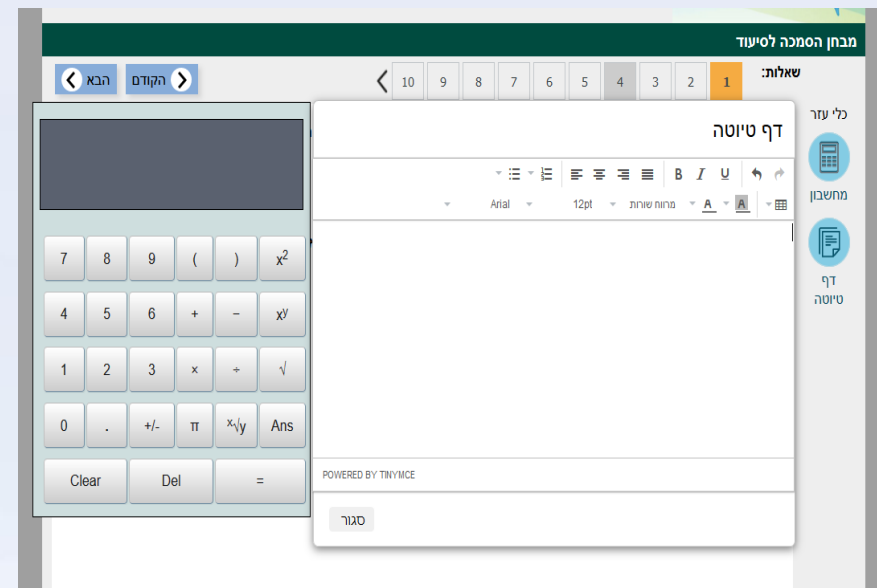 מבחן הסמכה לסיעוד
שאלות:
1 2 3 4 5 6 7 8 9 10
הקודם
הבא
כלי עזר
מחשבון
דף
טיוטה
דף טיוטה
B I U
A A מרווח שורות 12pt Arial
POWERED BY TINYMCE
סגור
7 8 9 ( ) x²
4 5 6 + − xʸ
1 2 3 × ÷ √
0 . +/- π ˣ√y Ans
Clear Del =